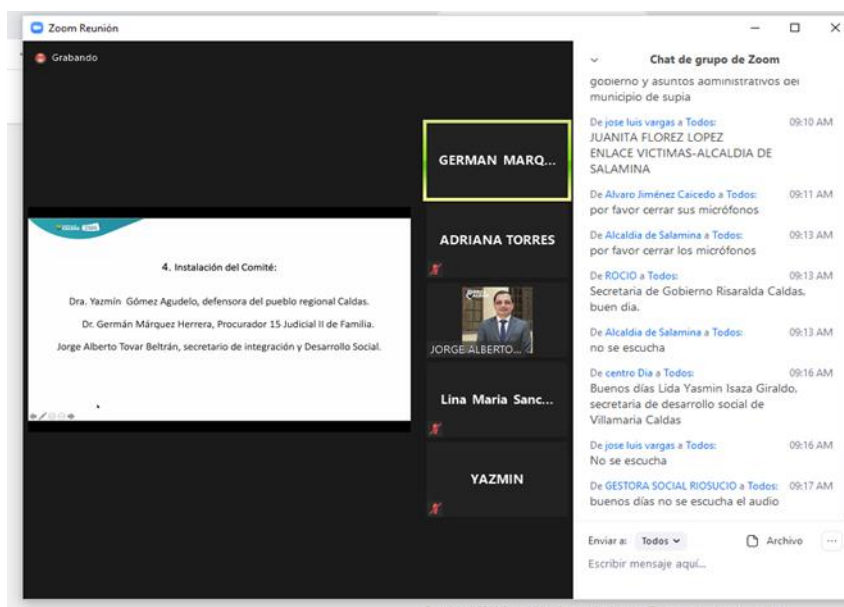 Zoom Reunión
Grabando
4. Instalación del Comité:
Dra. Yazmín Gómez Agudelo, defensora del pueblo regional Caldas.
Dr. Germán Márquez Herrera, Procurador 15 Judicial II de Familia.
Jorge Alberto Tovar Beltrán, secretario de integración y Desarrollo Social.
GERMAN MARQ...
ADRIANA TORRES
JORGE ALBERTO...
Lina Maria Sanc...
YAZMIN
Chat de grupo de Zoom
gobierno y asuntos administrativos del
municipio de supia
De jose luis vargas a Todos: 09:10 AM
JUANITA FLOREZ LOPEZ
ENLACE VICTIMAS-ALCALDIA DE
SALAMINA
De Alvaro Jiménez Caicedo a Todos: 09:11 AM
por favor cerrar sus micrófonos
De Alcaldia de Salamina a Todos: 09:13 AM
por favor cerrar los micrófonos
De ROCIO a Todos: 09:13 AM
Secretaria de Gobierno Risaralda Caldas.
buen dia.
De Alcaldia de Salamina a Todos: 09:13 AM
no se escucha
De centro Dia a Todos: 09:16 AM
Buenos días Lida Yasmin Isaza Giraldo,
secretaria de desarrollo social de
Villamaria Caldas
De jose luis vargas a Todos: 09:16 AM
No se escucha
De GESTORA SOCIAL RIOSUCIO a Todos: 09:17 AM
buenos días no se escucha el audio
Enviar a: Todos
Archivo
Escribir mensaje aquí...